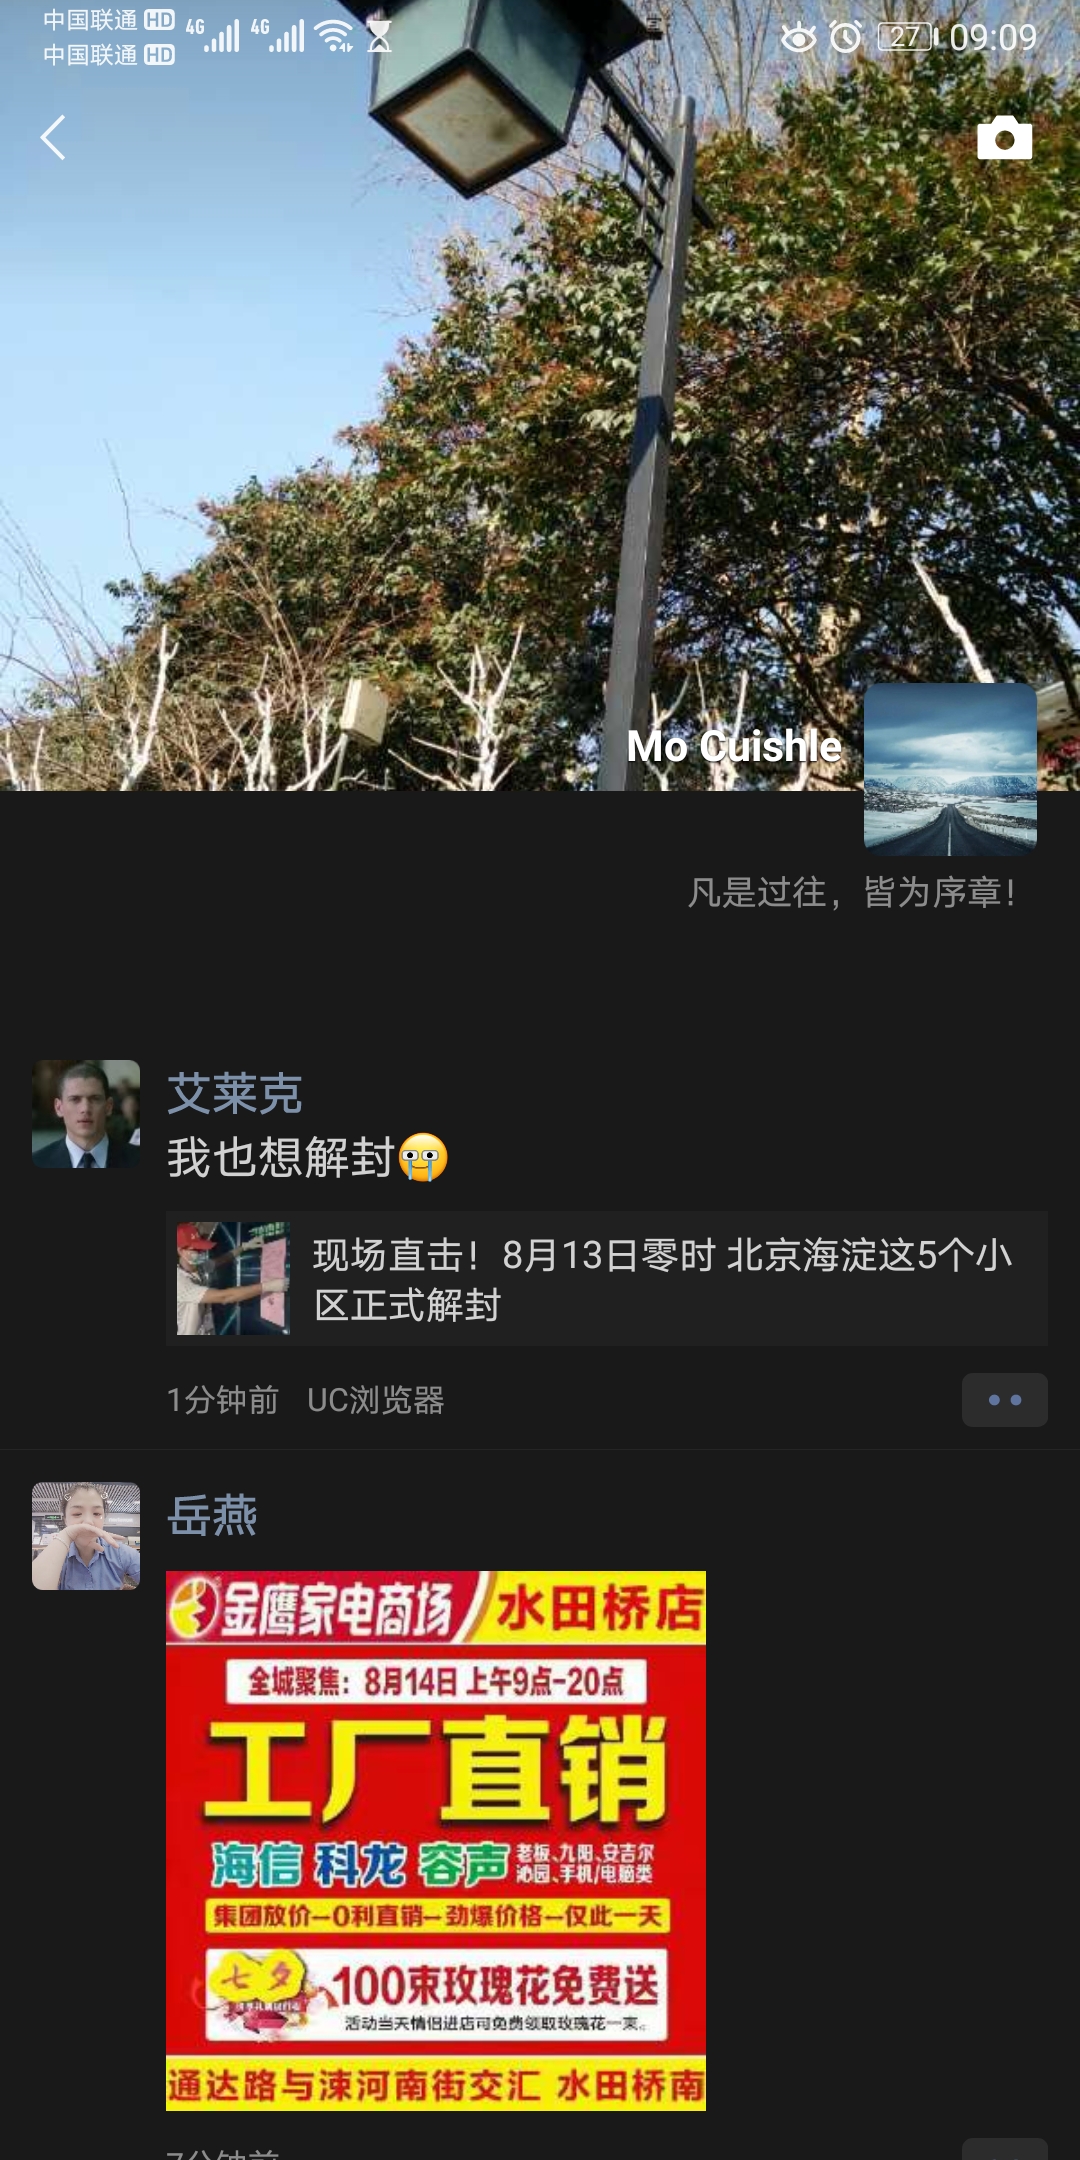 中国联通 HD 4G 4G 27 09:09
中国联通 HD
Mo Cuishle
凡是过往，皆为序章！
艾莱克
我也想解封
现场直击！8月13日零时 北京海淀这5个小
区正式解封
1分钟前 UC浏览器
岳燕
金鹰家电商场 水田桥店
全城聚焦：8月14日 上午9点-20点
工厂直销
海信 科龙 容声 老板、九阳、安吉尔
沁园、手机/电脑类
集团放价—0利直销—劲爆价格—仅此一天
七夕
100束玫瑰花免费送
活动当天情侣进店可免费领取玫瑰花一束。
通达路与涑河南街交汇 水田桥南
7分钟前